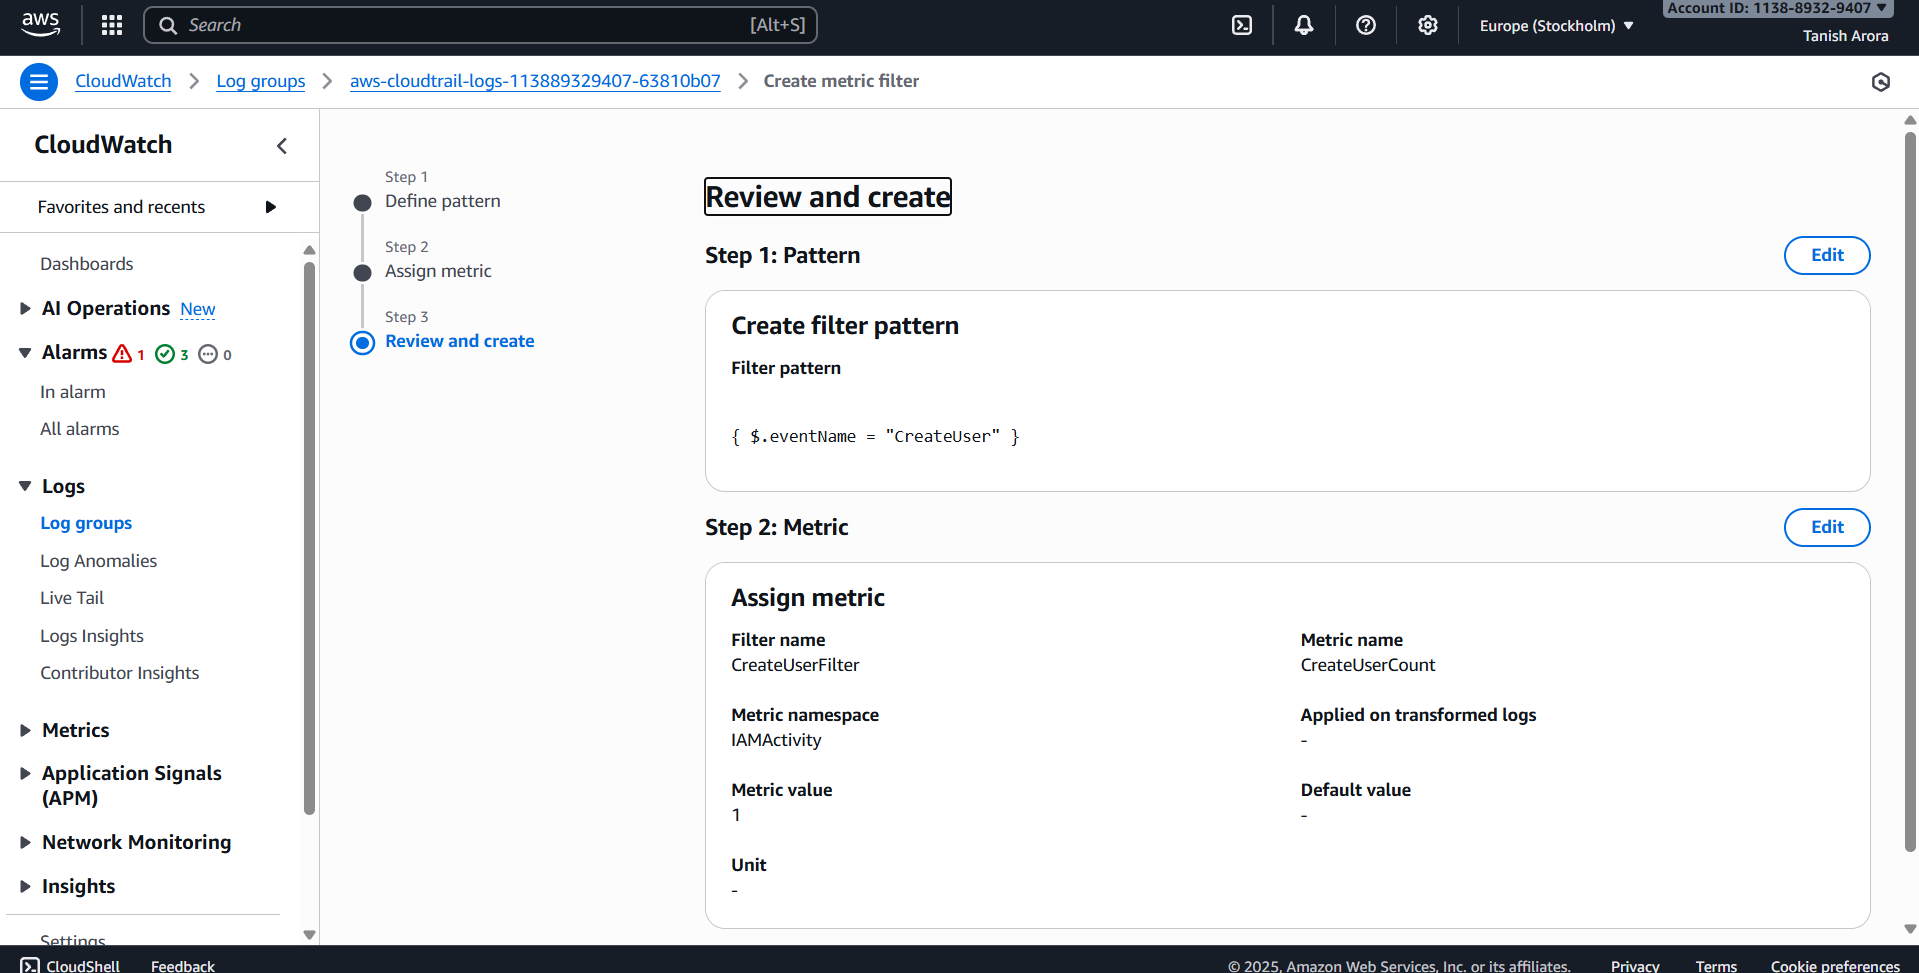 aws
Search
[Alt+S]
Europe (Stockholm)
Account ID: 1138-8932-9407
Tanish Arora
CloudWatch
Log groups
aws-cloudtrail-logs-113889329407-63810b07
Create metric filter
CloudWatch
Favorites and recents
Dashboards
AI Operations New
Alarms 1 3 0
In alarm
All alarms
Logs
Log groups
Log Anomalies
Live Tail
Logs Insights
Contributor Insights
Metrics
Application Signals
(APM)
Network Monitoring
Insights
Settings
Step 1
Define pattern
Step 2
Assign metric
Step 3
Review and create
Review and create
Step 1: Pattern
Edit
Create filter pattern
Filter pattern
{ $.eventName = "CreateUser" }
Step 2: Metric
Edit
Assign metric
Filter name
CreateUserFilter
Metric name
CreateUserCount
Metric namespace
IAMActivity
Applied on transformed logs
-
Metric value
1
Default value
-
Unit
-
CloudShell
Feedback
© 2025, Amazon Web Services, Inc. or its affiliates.
Privacy
Terms
Cookie preferences